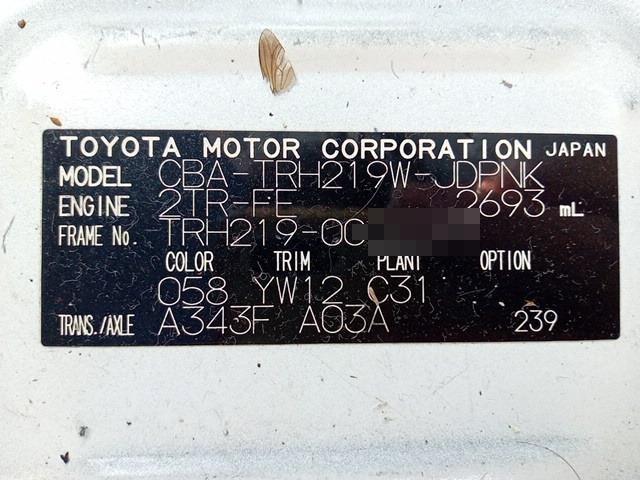 TOYOTA MOTOR CORPORATION JAPAN
MODEL CBA-TRH219W-JDPNK
ENGINE 2TR-FE 2693 mL
FRAME No. TRH219-00
COLOR TRIM PLANT OPTION
058 YW12 C31
TRANS./AXLE A343F A03A 239